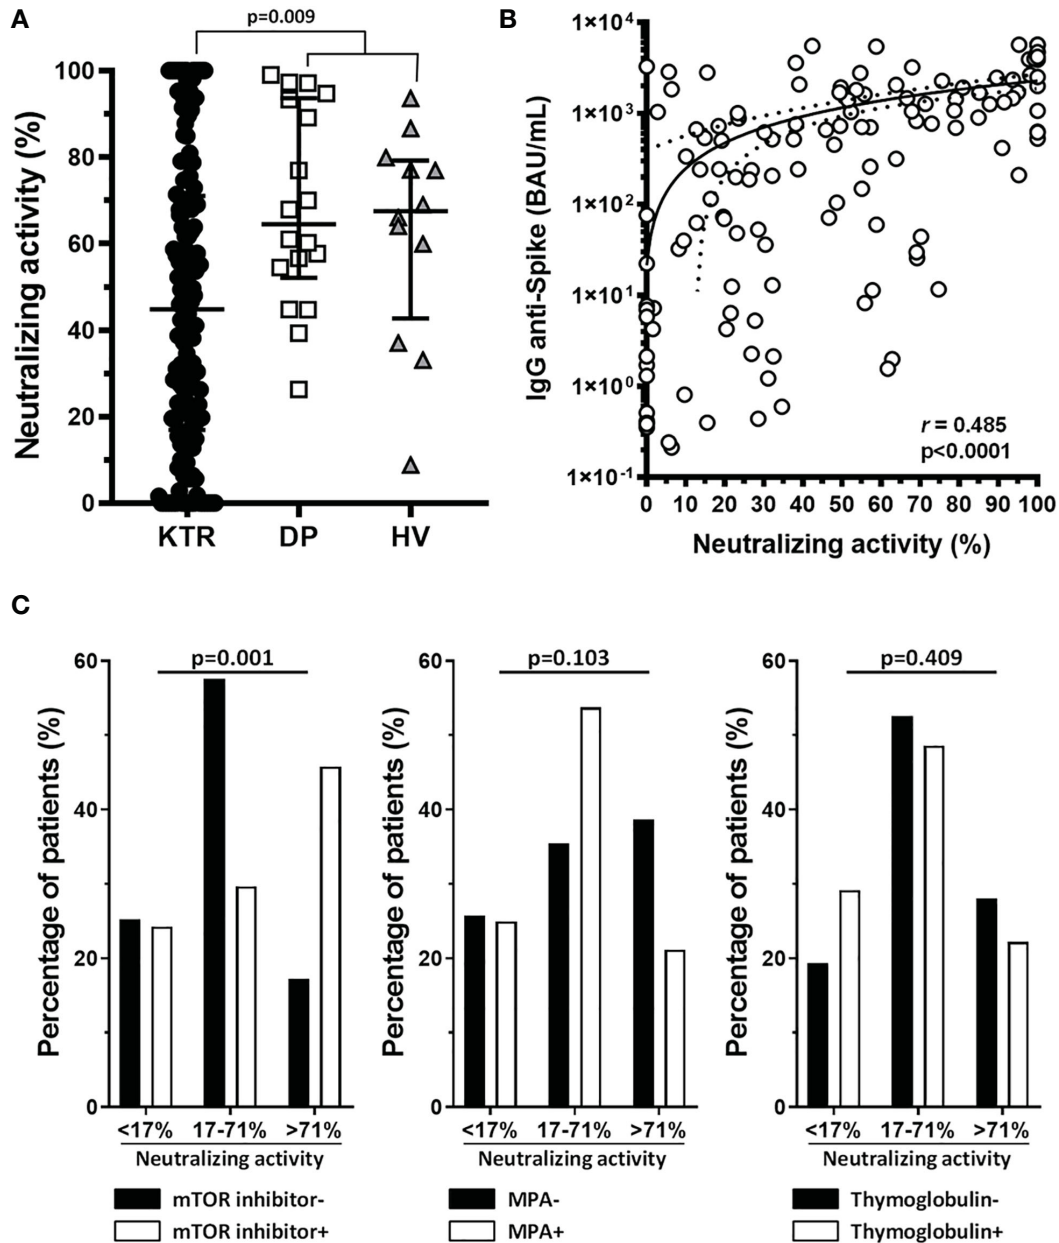 A
p=0.009
Neutralizing activity (%)
100
80
60
40
20
0
KTR
DP
HV
B
IgG anti-Spike (BAU/mL)
1×10⁴
1×10³
1×10²
1×10¹
1×10⁰
1×10⁻¹
r = 0.485
p<0.0001
0 10 20 30 40 50 60 70 80 90 100
Neutralizing activity (%)
C
Percentage of patients (%)
60
40
20
0
p=0.001
<17% 17-71% >71%
Neutralizing activity
mTOR inhibitor-
mTOR inhibitor+
Percentage of patients (%)
60
40
20
0
p=0.103
<17% 17-71% >71%
Neutralizing activity
MPA-
MPA+
Percentage of patients (%)
60
40
20
0
p=0.409
<17% 17-71% >71%
Neutralizing activity
Thymoglobulin-
Thymoglobulin+